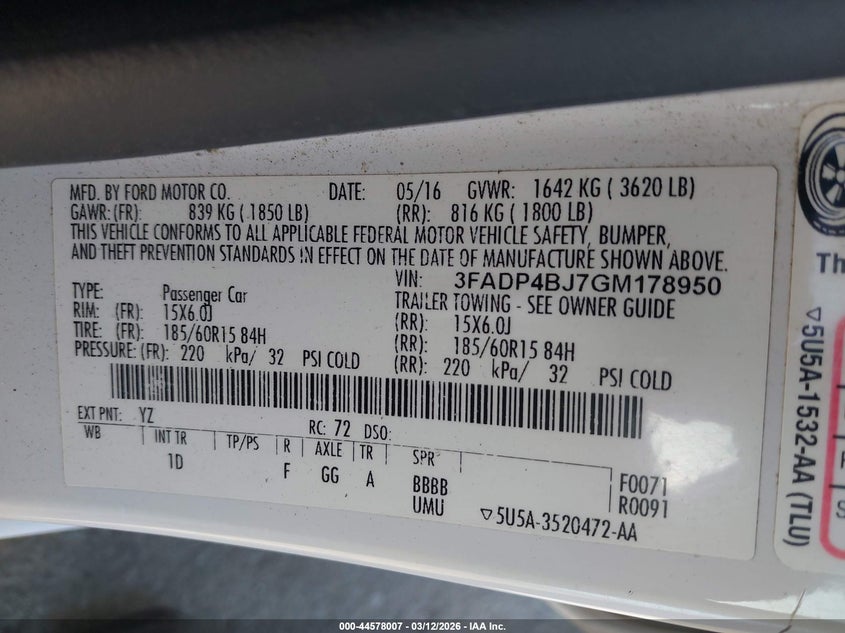 MFD. BY FORD MOTOR CO. DATE: 05/16 GVWR: 1642 KG ( 3620 LB)
GAWR: (FR): 839 KG ( 1850 LB) (RR): 816 KG ( 1800 LB)
THIS VEHICLE CONFORMS TO ALL APPLICABLE FEDERAL MOTOR VEHICLE SAFETY, BUMPER,
AND THEFT PREVENTION STANDARDS IN EFFECT ON THE DATE OF MANUFACTURE SHOWN ABOVE.
VIN: 3FADP4BJ7GM178950
TYPE: Passenger Car TRAILER TOWING - SEE OWNER GUIDE
RIM: (FR): 15X6.0J (RR): 15X6.0J
TIRE: (FR): 185/60R15 84H (RR): 185/60R15 84H
PRESSURE: (FR): 220 kPa/ 32 PSI COLD (RR): 220 kPa/ 32 PSI COLD
EXT PNT: YZ RC: 72 DSO:
WB INT TR TP/PS R AXLE TR SPR
1D F GG A BBBB F0071
UMU R0091
▽5U5A-3520472-AA
Th
▽5U5A-1532-AA (TLU)
000-44578007 - 03/12/2026 - IAA Inc.